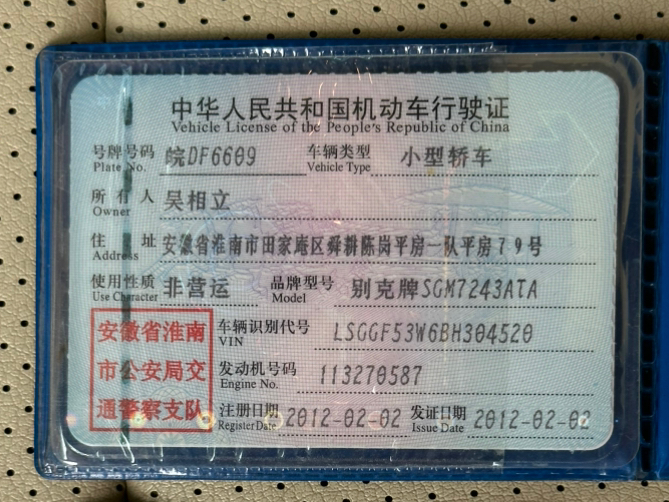 中华人民共和国机动车行驶证
Vehicle License of the People's Republic of China
号牌号码 皖DF6609 车辆类型 小型轿车
Plate No. Vehicle Type
所有人 吴相立
Owner
住址 安徽省淮南市田家庵区舜耕陈岗平房一队平房79号
Address
使用性质 非营运 品牌型号 别克牌SGM7243ATA
Use Character Model
安徽省淮南 车辆识别代号 LSGGF53W6BH304520
VIN
市公安局交 发动机号码 113270587
Engine No.
通警察支队 注册日期 2012-02-02 发证日期 2012-02-02
Register Date Issue Date